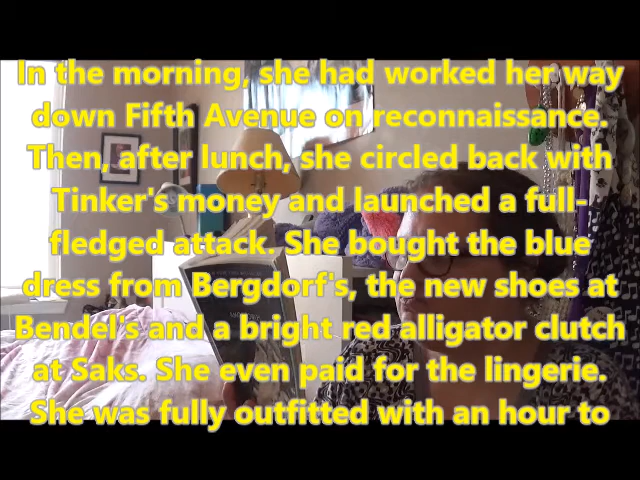 In the morning, she had worked her way
down Fifth Avenue on reconnaissance.
Then, after lunch, she circled back with
Tinker's money and launched a full-
fledged attack. She bought the blue
dress from Bergdorf's, the new shoes at
Bendel's and a bright red alligator clutch
at Saks. She even paid for the lingerie.
She was fully outfitted with an hour to